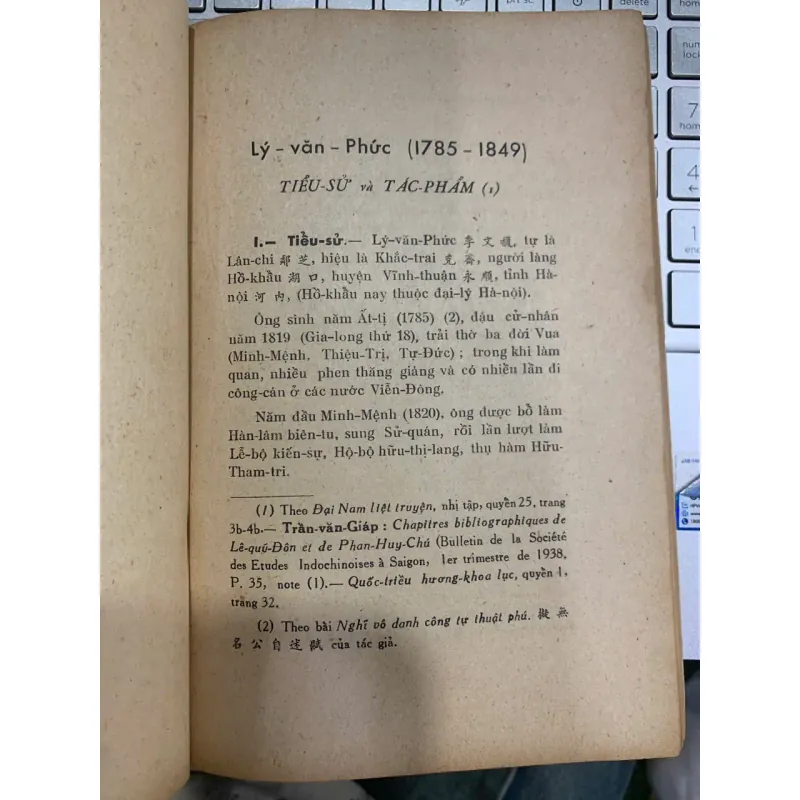 Lý - văn - Phức (1785 - 1849)
TIỂU-SỬ và TÁC-PHẨM (1)
I.— Tiểu-sử.— Lý-văn-Phức 李文馥, tự là
Lân-chi 鄰芝, hiệu là Khắc-trai 克齋, người làng
Hồ-khẩu 湖口, huyện Vĩnh-thuận 永順, tỉnh Hà-
nội 河內, (Hồ-khẩu nay thuộc đại-lý Hà-nội).
Ông sinh năm Ất-tị (1785) (2), đậu cử-nhân
năm 1819 (Gia-long thứ 18), trải thờ ba đời Vua
(Minh-Mệnh, Thiệu-Trị, Tự-Đức) ; trong khi làm
quan, nhiều phen thăng giáng và có nhiều lần đi
công-cán ở các nước Viễn-Đông.
Năm đầu Minh-Mệnh (1820), ông được bổ làm
Hàn-lâm biên-tu, sung Sử-quán, rồi lần lượt làm
Lễ-bộ kiến-sự, Hộ-bộ hữu-thị-lang, thụ hàm Hữu-
Tham-tri.
(1) Theo Đại Nam liệt truyện, nhị tập, quyển 25, trang
3b-4b.— Trần-văn-Giáp : Chapitres bibliographiques de
Lê-quý-Đôn et de Phan-Huy-Chú (Bulletin de la Société
des Etudes Indochinoises à Saigon, 1er trimestre de 1938,
P. 35, note (1).— Quốc-triều hương-khoa lục, quyển I,
trang 32.
(2) Theo bài Nghĩ vô danh công tự thuật phú. 擬無
名公自述賦 của tác giả.
delete
home
num
lock
7
home
4
1
end
0
ins